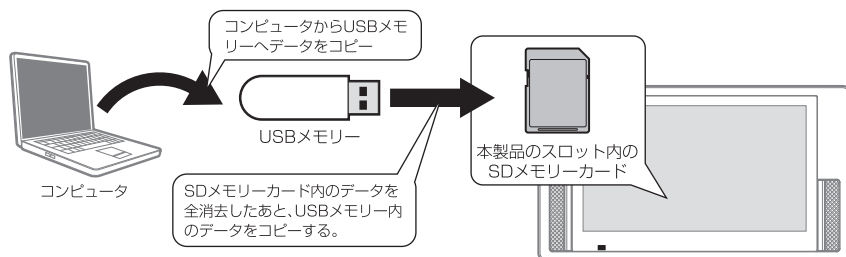 コンピュータからUSBメモ
リーへデータをコピー
USBメモリー
コンピュータ
SDメモリーカード内のデータを
全消去したあと、USBメモリー内
のデータをコピーする。
本製品のスロット内の
SDメモリーカード